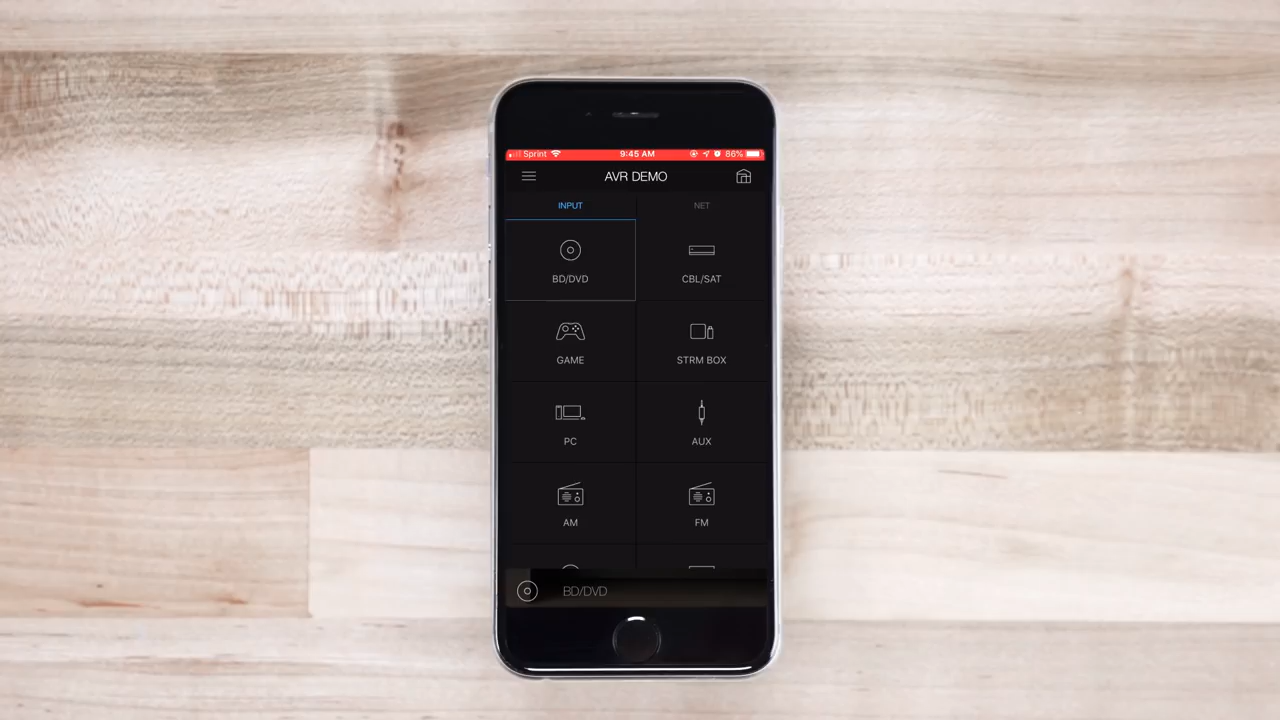 Sprint 9:45 AM 86%
AVR DEMO
INPUT NET
BD/DVD CBL/SAT
GAME STRM BOX
PC AUX
AM FM
BD/DVD